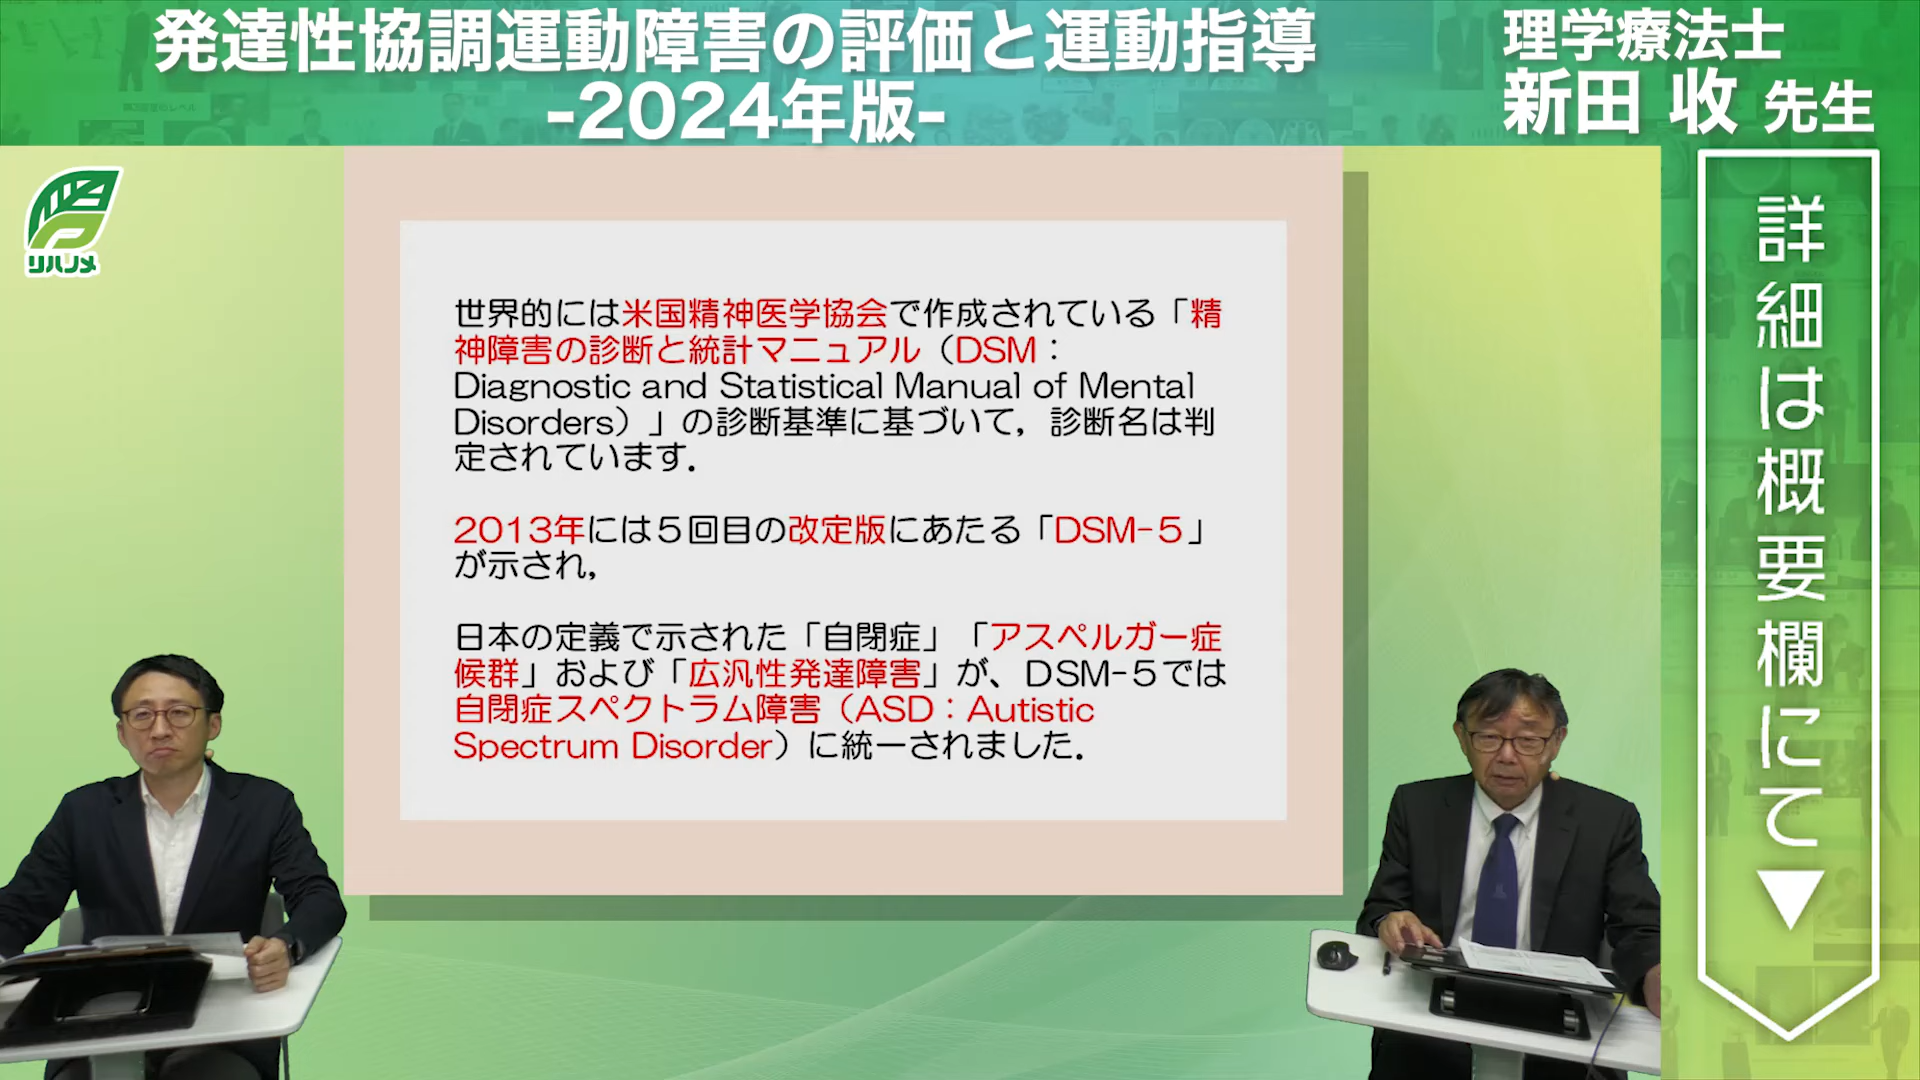 発達性協調運動障害の評価と運動指導
-2024年版-
理学療法士
新田 収 先生
リハノメ
世界的には米国精神医学協会で作成されている「精
神障害の診断と統計マニュアル（DSM：
Diagnostic and Statistical Manual of Mental
Disorders）」の診断基準に基づいて，診断名は判
定されています．
2013年には５回目の改定版にあたる「DSM-５」
が示され，
日本の定義で示された「自閉症」「アスペルガー症
候群」および「広汎性発達障害」が、DSM-５では
自閉症スペクトラム障害（ASD：Autistic
Spectrum Disorder）に統一されました．
詳細は概要欄にて▼